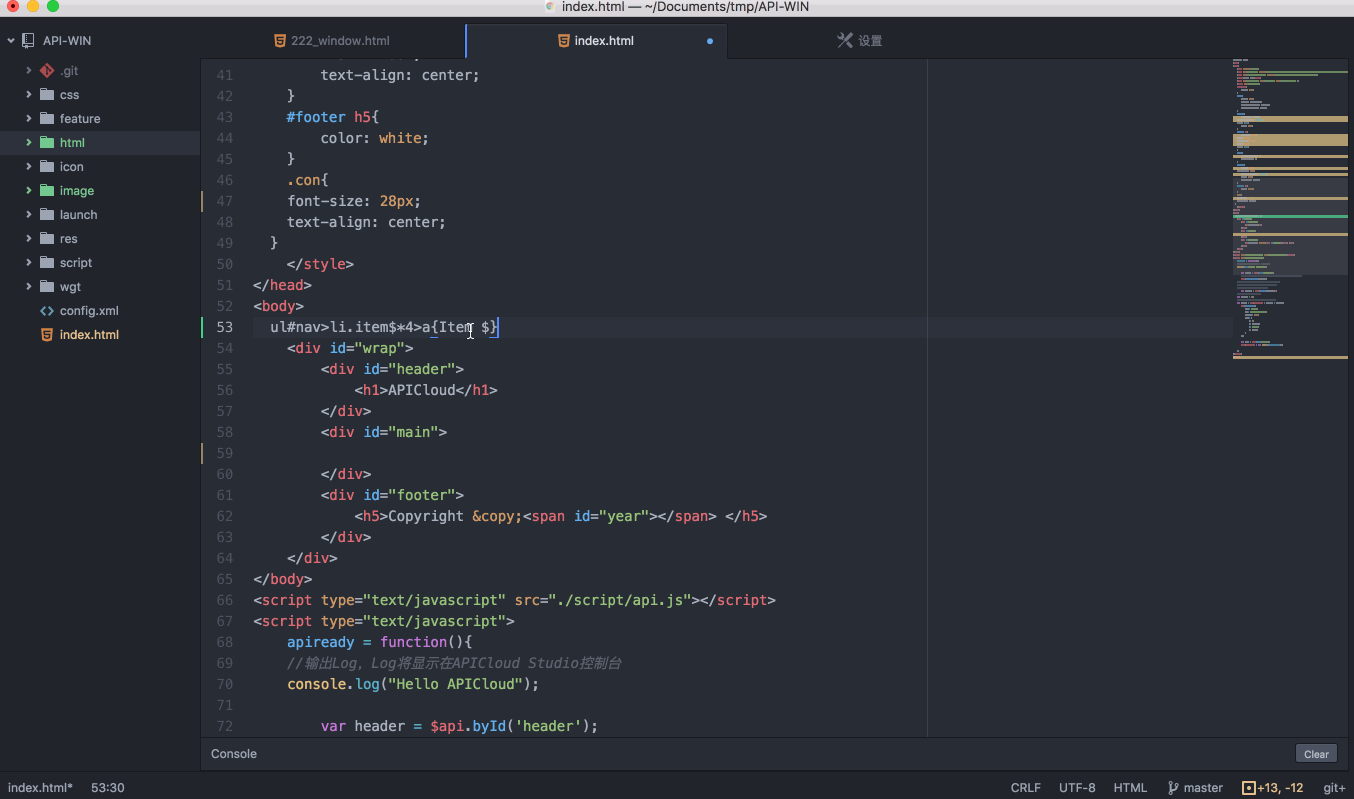 index.html — ~/Documents/tmp/API-WIN
API-WIN
222_window.html
index.html
设置
.git
css
feature
html
icon
image
launch
res
script
wgt
config.xml
index.html
41 text-align: center;
42 }
43 #footer h5{
44 color: white;
45 }
46 .con{
47 font-size: 28px;
48 text-align: center;
49 }
50 </style>
51 </head>
52 <body>
53 ul#nav>li.item$*4>a{Item $}
54 <div id="wrap">
55 <div id="header">
56 <h1>APICloud</h1>
57 </div>
58 <div id="main">
59
60 </div>
61 <div id="footer">
62 <h5>Copyright &copy;<span id="year"></span> </h5>
63 </div>
64 </div>
65 </body>
66 <script type="text/javascript" src="./script/api.js"></script>
67 <script type="text/javascript">
68 apiready = function(){
69 //输出Log，Log将显示在APICloud Studio控制台
70 console.log("Hello APICloud");
71
72 var header = $api.byId('header');
Console
Clear
index.html* 53:30 CRLF UTF-8 HTML master +13, -12 git+